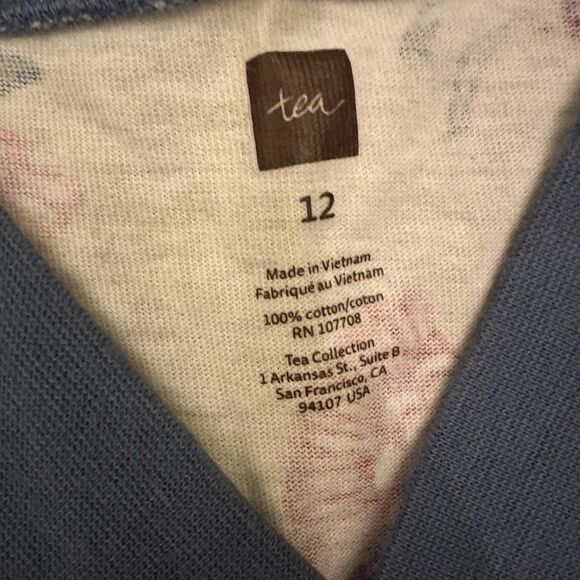 tea
12
Made in Vietnam
Fabriqué au Vietnam
100% cotton/coton
RN 107708
Tea Collection
1 Arkansas St., Suite B
San Francisco, CA
94107 USA